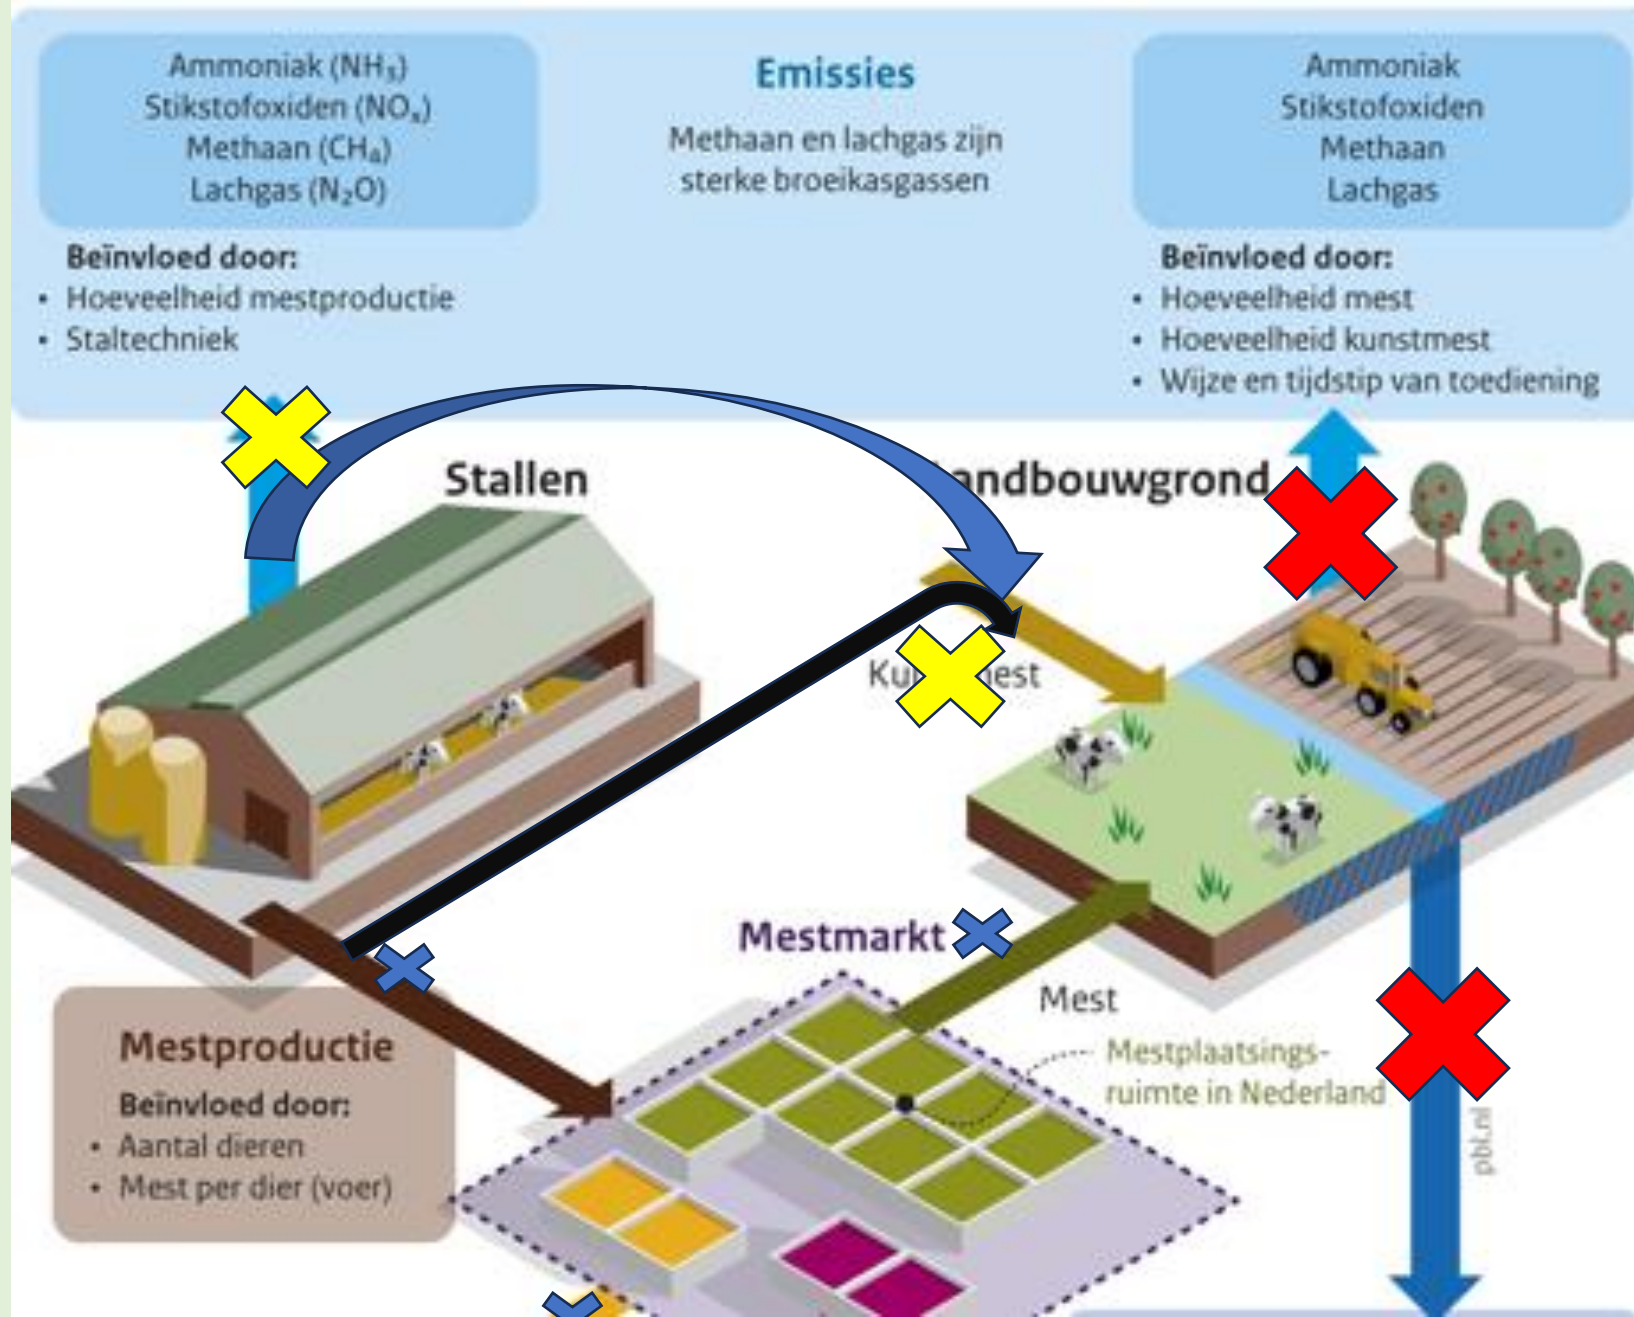 Ammoniak (NH₃)
Stikstofoxiden (NOₓ)
Methaan (CH₄)
Lachgas (N₂O)
Beïnvloed door:
• Hoeveelheid mestproductie
• Staltechniek
Emissies
Methaan en lachgas zijn
sterke broeikasgassen
Ammoniak
Stikstofoxiden
Methaan
Lachgas
Beïnvloed door:
• Hoeveelheid mest
• Hoeveelheid kunstmest
• Wijze en tijdstip van toediening
Stallen
andbouwgrond
Mestmarkt
Mest
Mestplaatsings-
ruimte in Nederland
Mestproductie
Beïnvloed door:
• Aantal dieren
• Mest per dier (voer)
pbl.nl